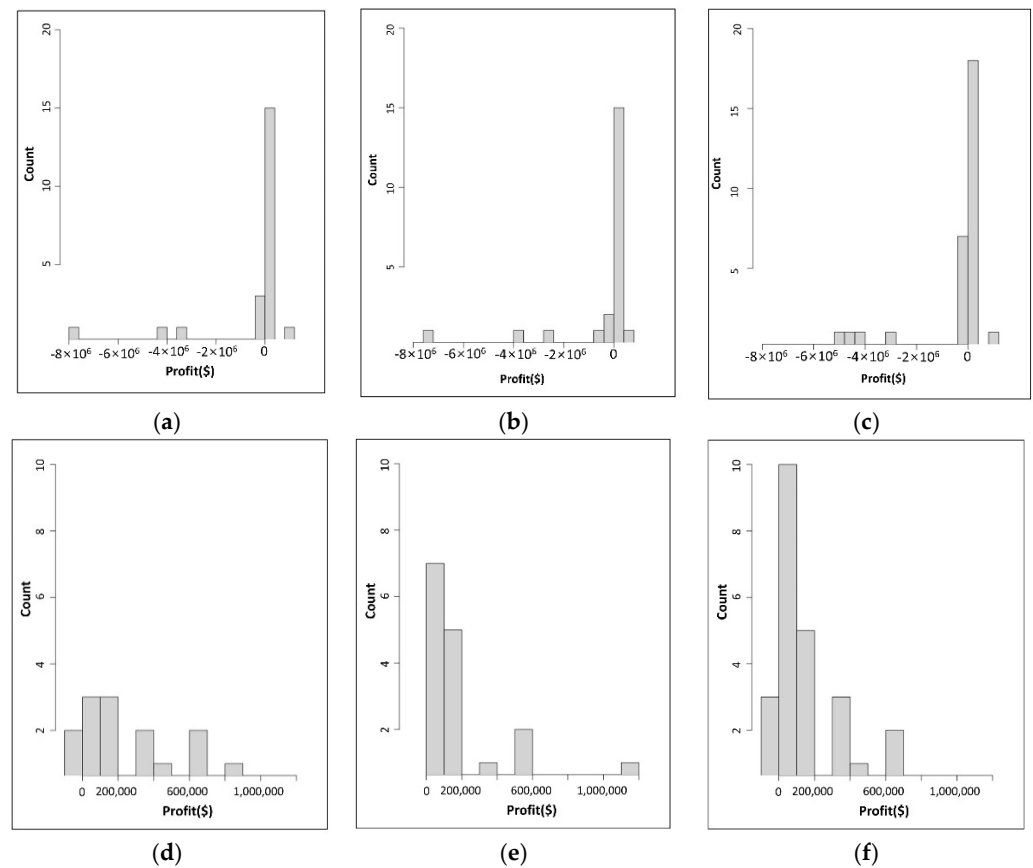 20
15
10
5
Count
-8×10⁶ -6×10⁶ -4×10⁶ -2×10⁶ 0
Profit($)
(a)
20
15
10
5
Count
-8×10⁶ -6×10⁶ -4×10⁶ -2×10⁶ 0
Profit($)
(b)
20
15
10
5
Count
-8×10⁶ -6×10⁶ -4×10⁶ -2×10⁶ 0
Profit($)
(c)
10
8
6
4
2
Count
0 200,000 600,000 1,000,000
Profit($)
(d)
10
8
6
4
2
Count
0 200,000 600,000 1,000,000
Profit($)
(e)
10
8
6
4
2
Count
0 200,000 600,000 1,000,000
Profit($)
(f)